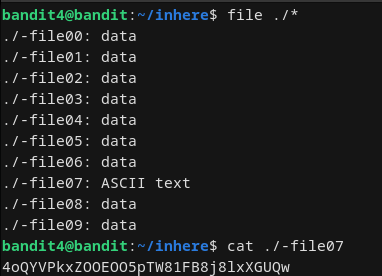 bandit4@bandit:~/inhere$ file ./*
./-file00: data
./-file01: data
./-file02: data
./-file03: data
./-file04: data
./-file05: data
./-file06: data
./-file07: ASCII text
./-file08: data
./-file09: data
bandit4@bandit:~/inhere$ cat ./-file07
4oQYVPkxZOOEOO5pTW81FB8j8lxXGUQw